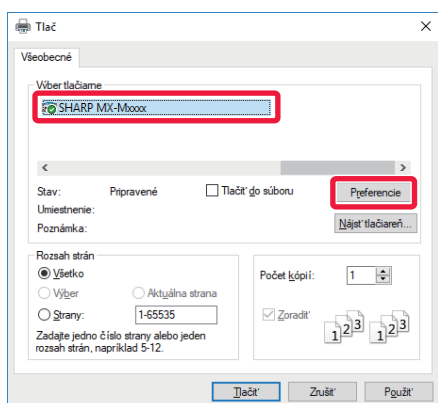 Tlač
Všeobecné
Výber tlačiarne
SHARP MX-Mxxxx
Stav: Pripravené Tlačiť do súboru Preferencie
Umiestnenie:
Poznámka: Nájsť tlačiareň...
Rozsah strán
Všetko Počet kópií: 1
Výber Aktuálna strana
Strany: 1-65535 Zoradiť
Zadajte jedno číslo strany alebo jeden
rozsah strán, napríklad 5-12.
1 2 3 1 2 3
Tlačiť Zrušiť Použiť